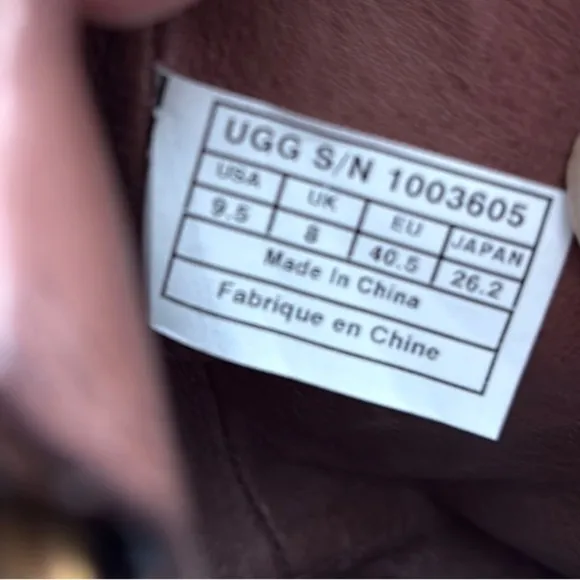 UGG S/N 1003605
USA UK EU JAPAN
9.5 8 40.5 26.2
Made in China
Fabrique en Chine